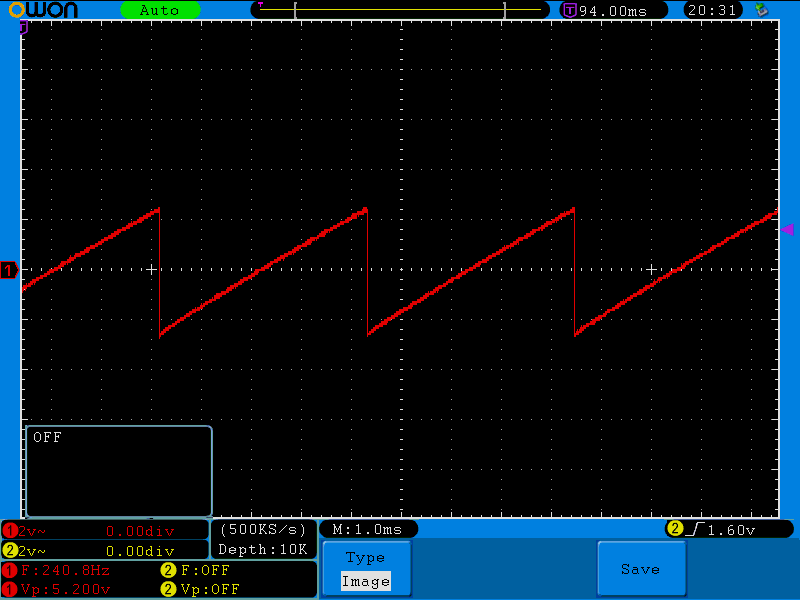 OWON Auto T 94.00ms 20:31
T
1
OFF
1 2v~ 0.00div (500KS/s) M:1.0ms 2 1.60v
2 2v~ 0.00div Depth:10K
Type Save
1 F:240.8Hz 2 F:OFF
Image
1 Vp:5.200v 2 Vp:OFF